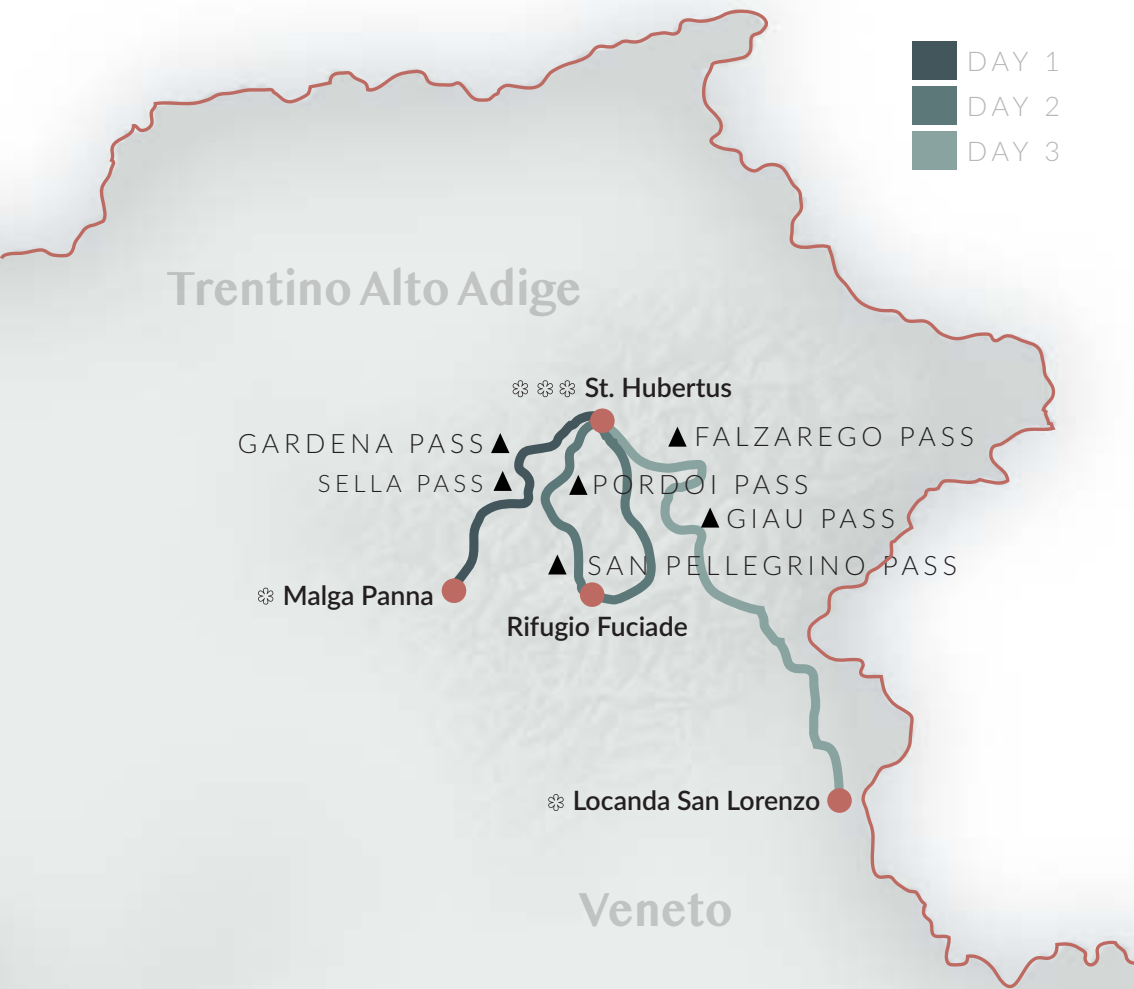 DAY 1
DAY 2
DAY 3
Trentino Alto Adige
St. Hubertus
GARDENA PASS
FALZAREGO PASS
SELLA PASS
PORDOI PASS
GIAU PASS
SAN PELLEGRINO PASS
Malga Panna
Rifugio Fuciade
Locanda San Lorenzo
Veneto